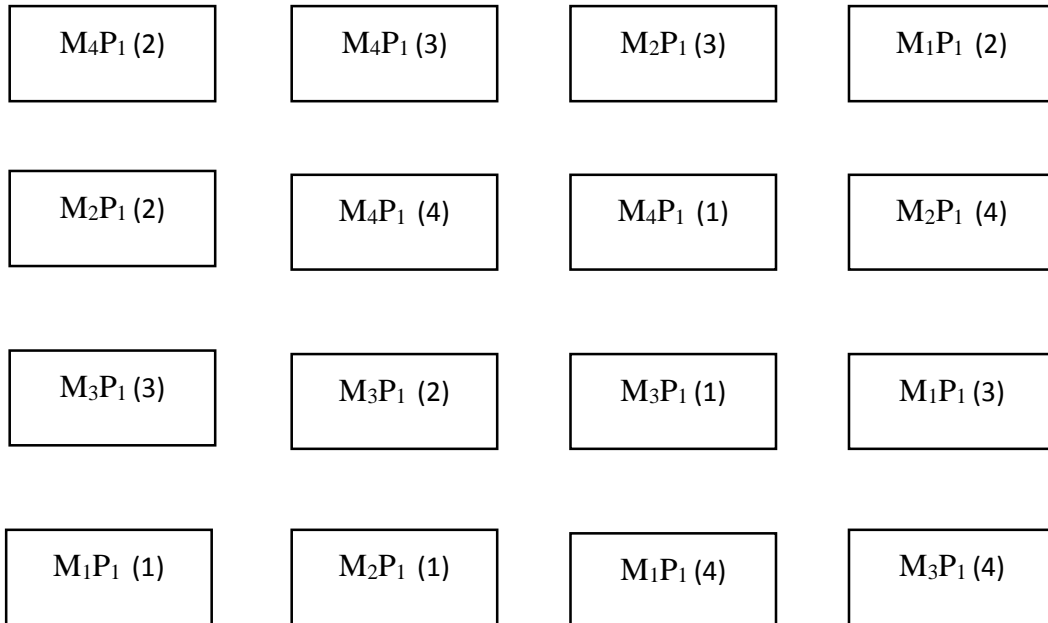 M₄P₁ (2) M₄P₁ (3) M₂P₁ (3) M₁P₁ (2)
M₂P₁ (2) M₄P₁ (4) M₄P₁ (1) M₂P₁ (4)
M₃P₁ (3) M₃P₁ (2) M₃P₁ (1) M₁P₁ (3)
M₁P₁ (1) M₂P₁ (1) M₁P₁ (4) M₃P₁ (4)